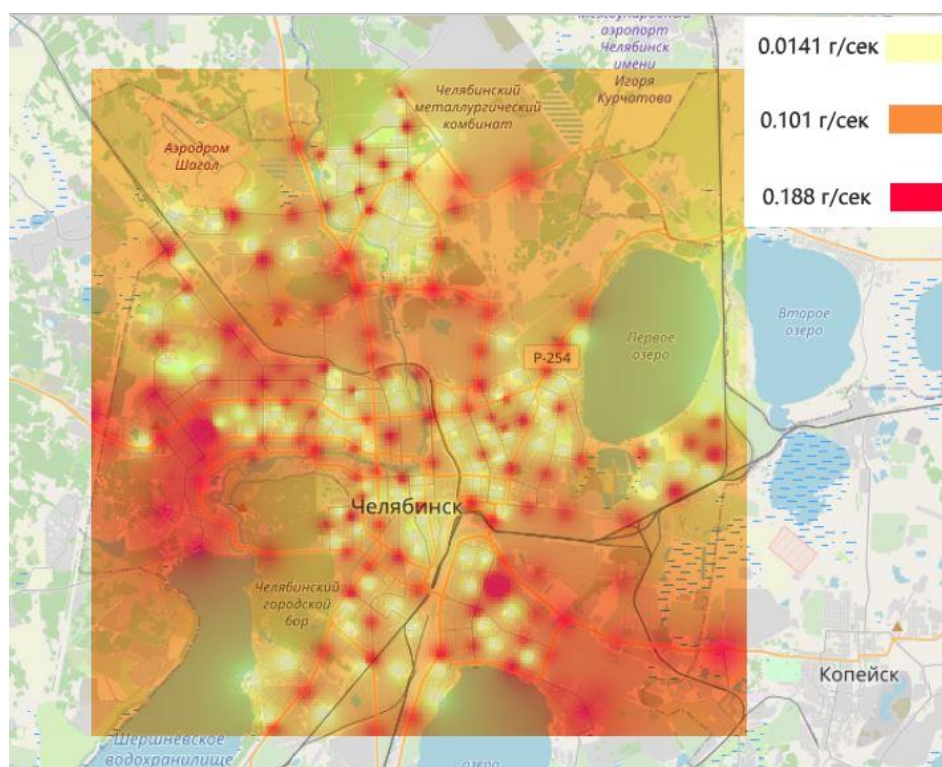 Международный
аэропорт
Челябинск
имени
Игоря
Курчатова
0.0141 г/сек
0.101 г/сек
0.188 г/сек
Челябинский
металлургический
комбинат
Аэродром
Шагол
Первое
озеро
Второе
озеро
Р-254
Челябинск
Челябинский
городской
бор
Копейск
Шершнёвское
водохранилище
озеро